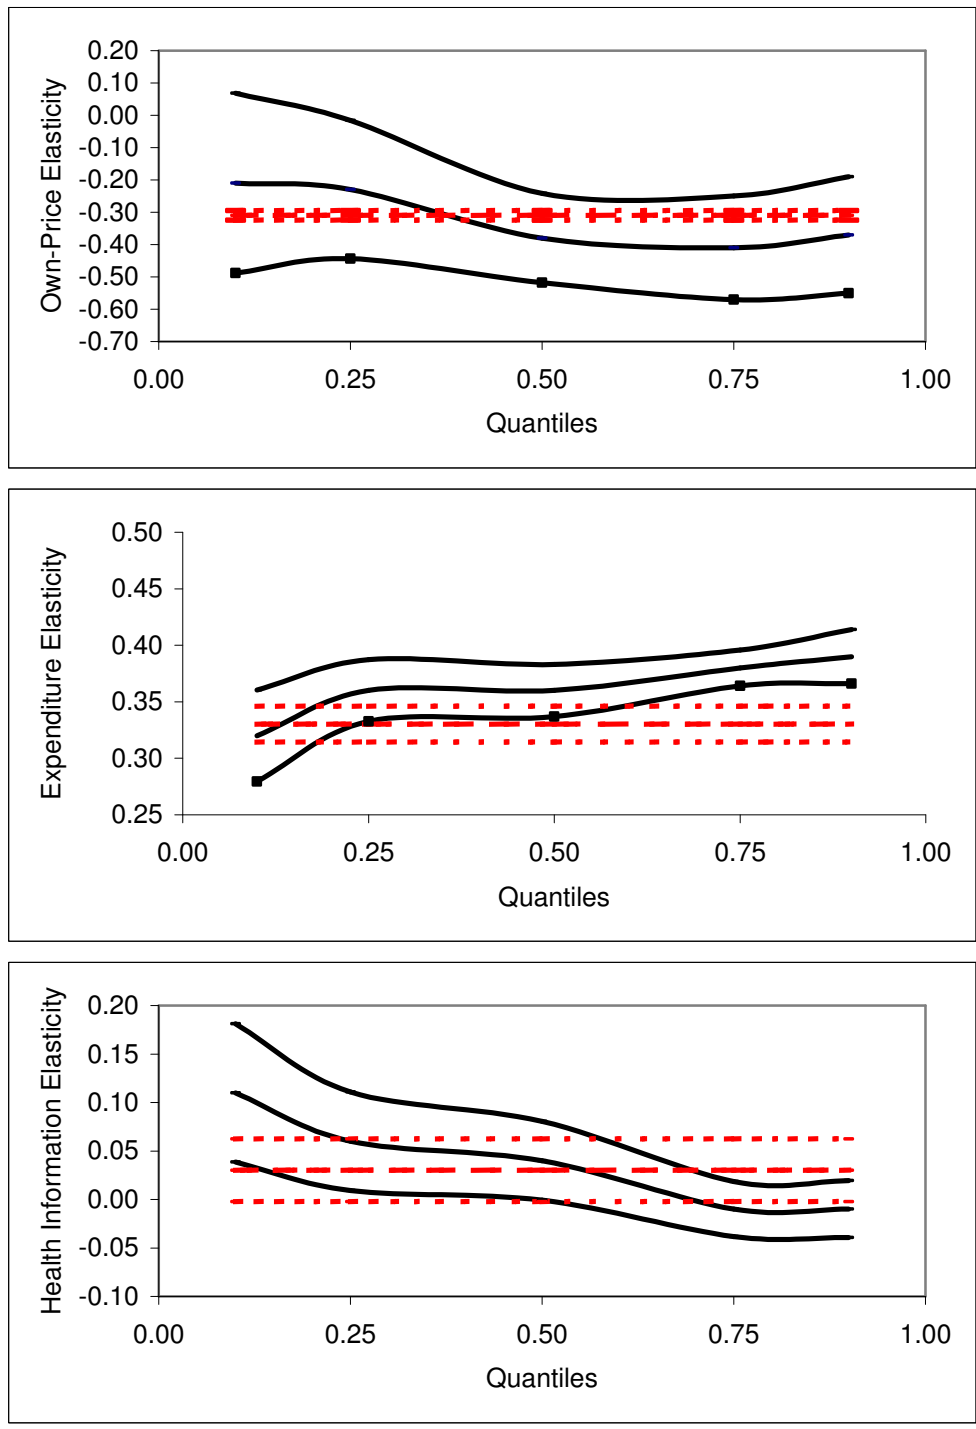 Own-Price Elasticity
0.20
0.10
0.00
-0.10
-0.20
-0.30
-0.40
-0.50
-0.60
-0.70
0.00 0.25 0.50 0.75 1.00
Quantiles
Expenditure Elasticity
0.50
0.45
0.40
0.35
0.30
0.25
0.00 0.25 0.50 0.75 1.00
Quantiles
Health Information Elasticity
0.20
0.15
0.10
0.05
0.00
-0.05
-0.10
0.00 0.25 0.50 0.75 1.00
Quantiles